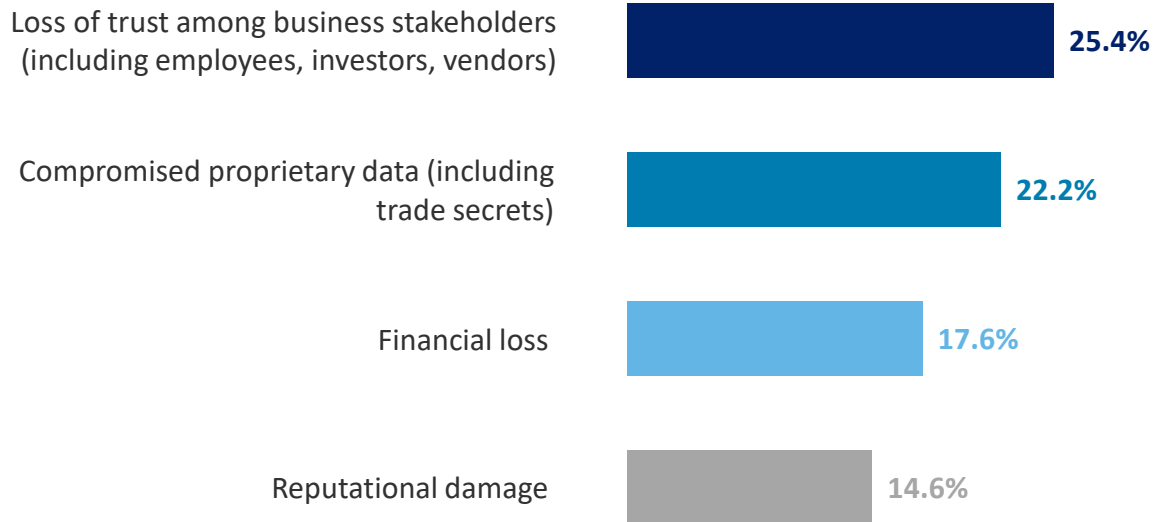 Loss of trust among business stakeholders
(including employees, investors, vendors)
25.4%
Compromised proprietary data (including
trade secrets)
22.2%
Financial loss
17.6%
Reputational damage
14.6%